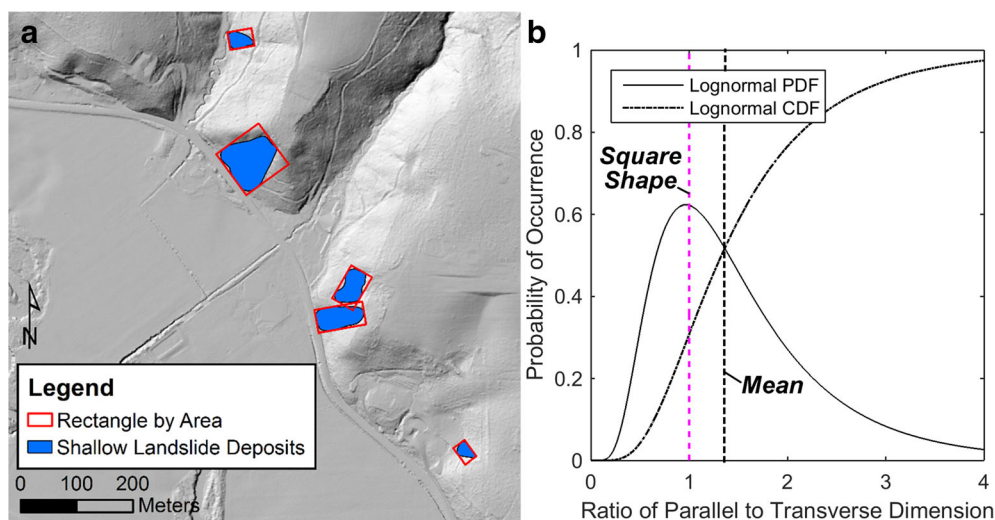 a
N
Legend
Rectangle by Area
Shallow Landslide Deposits
0 100 200
Meters
b
Probability of Occurrence
1
0.8
0.6
0.4
0.2
0
Lognormal PDF
Lognormal CDF
Square
Shape
Mean
0 1 2 3 4
Ratio of Parallel to Transverse Dimension